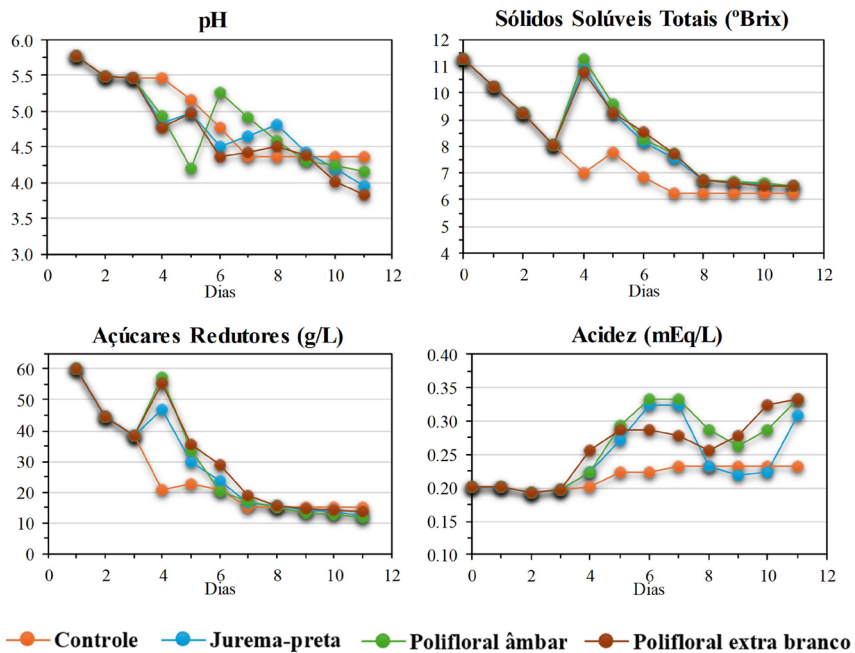 pH
6.0
5.5
5.0
4.5
4.0
3.5
3.0
0 2 4 6 8 10 12
Dias
Sólidos Solúveis Totais (ºBrix)
12
11
10
9
8
7
6
5
4
0 2 4 6 8 10 12
Dias
Açúcares Redutores (g/L)
60
50
40
30
20
10
0
0 2 4 6 8 10 12
Dias
Acidez (mEq/L)
0.40
0.35
0.30
0.25
0.20
0.15
0.10
0 2 4 6 8 10 12
Dias
Controle Jurema-preta Polifloral âmbar Polifloral extra branco